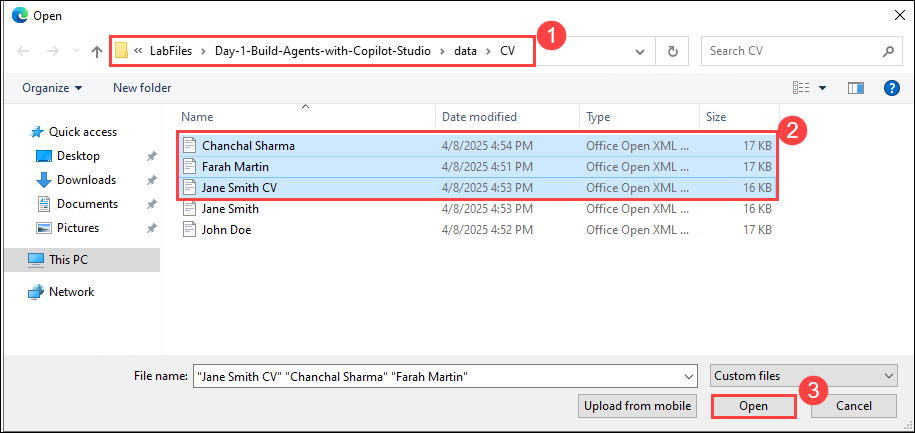 Open
« LabFiles > Day-1-Build-Agents-with-Copilot-Studio > data > CV
1
Search CV
Organize
New folder
?
Name
Date modified
Type
Size
2
Quick access
Desktop
Downloads
Documents
Pictures
This PC
Network
Chanchal Sharma 4/8/2025 4:54 PM Office Open XML ... 17 KB
Farah Martin 4/8/2025 4:51 PM Office Open XML ... 17 KB
Jane Smith CV 4/8/2025 4:53 PM Office Open XML ... 16 KB
Jane Smith 4/8/2025 4:53 PM Office Open XML ... 16 KB
John Doe 4/8/2025 4:52 PM Office Open XML ... 17 KB
File name: "Jane Smith CV" "Chanchal Sharma" "Farah Martin"
Custom files
3
Upload from mobile
Open
Cancel